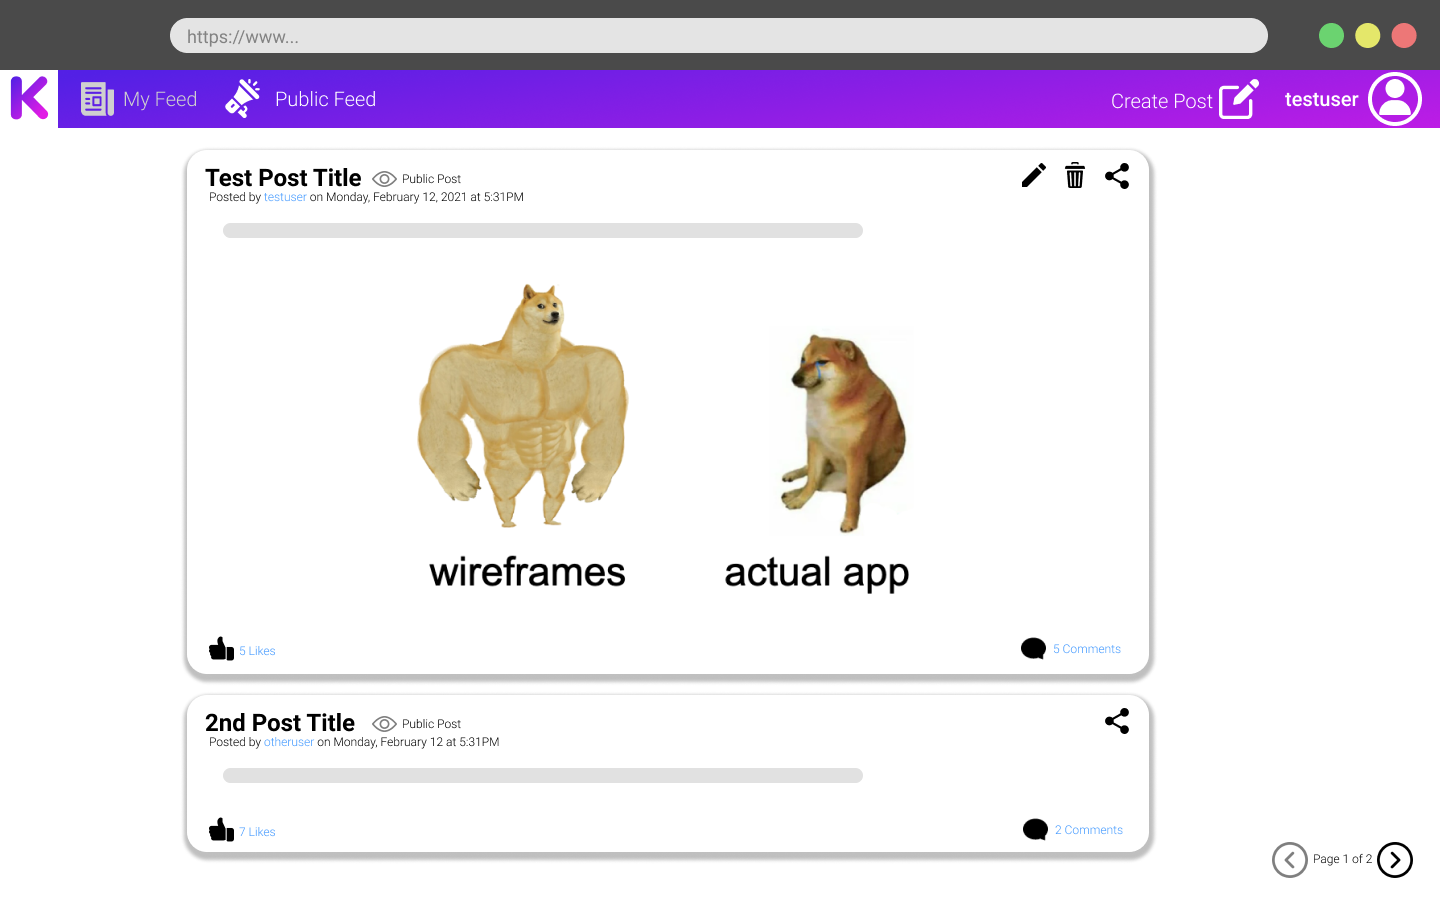 https://www...
K
My Feed
Public Feed
Create Post
testuser
Test Post Title
Public Post
Posted by testuser on Monday, February 12, 2021 at 5:31PM
wireframes
actual app
5 Likes
5 Comments
2nd Post Title
Public Post
Posted by otheruser on Monday, February 12 at 5:31PM
7 Likes
2 Comments
Page 1 of 2